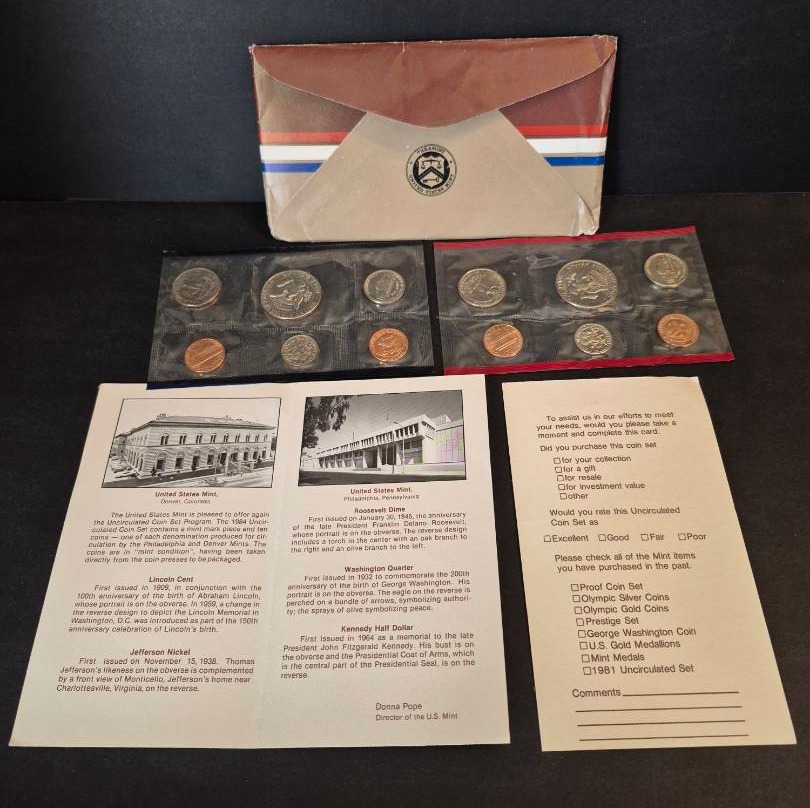 TREASURY
UNITED STATES MINT
United States Mint,
Denver, Colorado
The United States Mint is pleased to offer again
the Uncirculated Coin Set Program. The 1984 Uncir-
culated Coin Set contains a mint mark piece and ten
coins — one of each denomination produced for cir-
culation by the Philadelphia and Denver Mints. The
coins are in "mint condition", having been taken
directly from the coin presses to be packaged.
Lincoln Cent
First issued in 1909, in conjunction with the
100th anniversary of the birth of Abraham Lincoln,
whose portrait is on the obverse. In 1959, a change in
the reverse design to depict the Lincoln Memorial in
Washington, D.C. was introduced as part of the 150th
anniversary celebration of Lincoln's birth.
Jefferson Nickel
First issued on November 15, 1938. Thomas
Jefferson's likeness on the obverse is complemented
by a front view of Monticello, Jefferson's home near
Charlottesville, Virginia, on the reverse.
United States Mint,
Philadelphia, Pennsylvania
Roosevelt Dime
First issued on January 30, 1946, the anniversary
of the late President Franklin Delano Roosevelt,
whose portrait is on the obverse. The reverse design
includes a torch in the center with an oak branch to
the right and an olive branch to the left.
Washington Quarter
First issued in 1932 to commemorate the 200th
anniversary of the birth of George Washington. His
portrait is on the obverse. The eagle on the reverse is
perched on a bundle of arrows, symbolizing authori-
ty; the sprays of olive symbolizing peace.
Kennedy Half Dollar
First issued in 1964 as a memorial to the late
President John Fitzgerald Kennedy. His bust is on
the obverse and the Presidential Coat of Arms, which
is the central part of the Presidential Seal, is on the
reverse.
Donna Pope
Director of the U.S. Mint
To assist us in our efforts to meet
your needs, would you please take a
moment and complete this card.
Did you purchase this coin set
☐for your collection
☐for a gift
☐for resale
☐for investment value
☐other
Would you rate this Uncirculated
Coin Set as
☐Excellent ☐Good ☐Fair ☐Poor
Please check all of the Mint items
you have purchased in the past.
☐Proof Coin Set
☐Olympic Silver Coins
☐Olympic Gold Coins
☐Prestige Set
☐George Washington Coin
☐U.S. Gold Medallions
☐Mint Medals
☐1981 Uncirculated Set
Comments